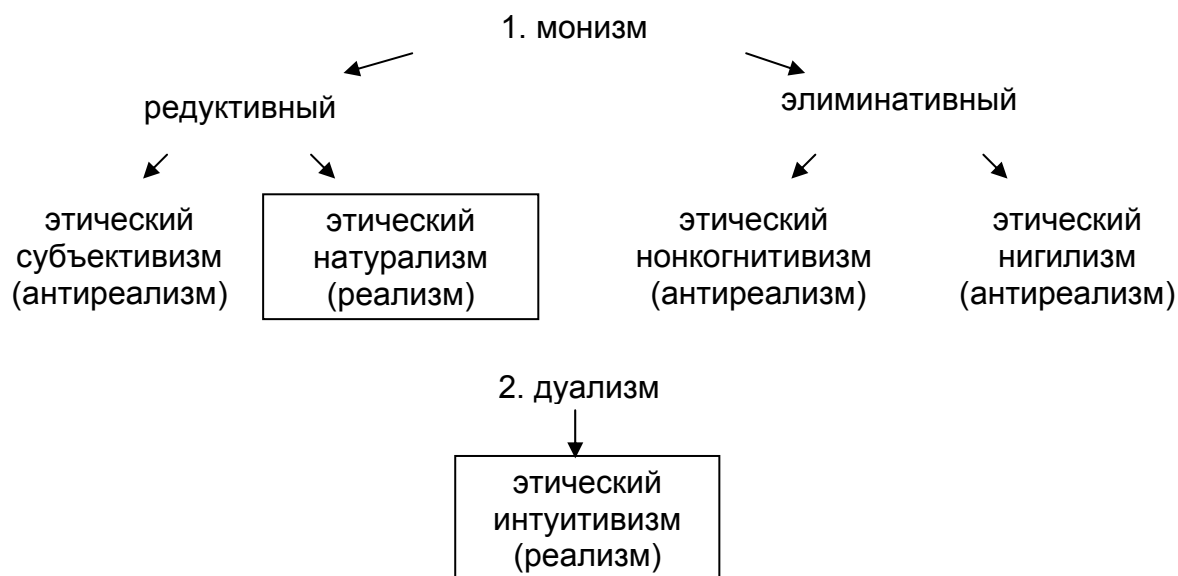 1. монизм
редуктивный
элиминативный
этический
субъективизм
(антиреализм)
этический
натурализм
(реализм)
этический
нонкогнитивизм
(антиреализм)
этический
нигилизм
(антиреализм)
2. дуализм
этический
интуитивизм
(реализм)